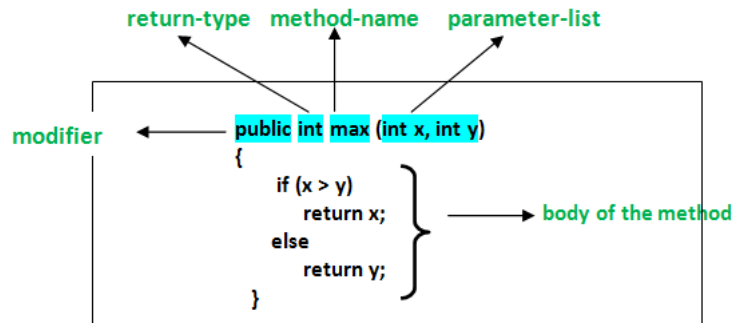 return-type method-name parameter-list
modifier
public int max (int x, int y)
{
if (x > y)
return x;
body of the method
else
return y;
}